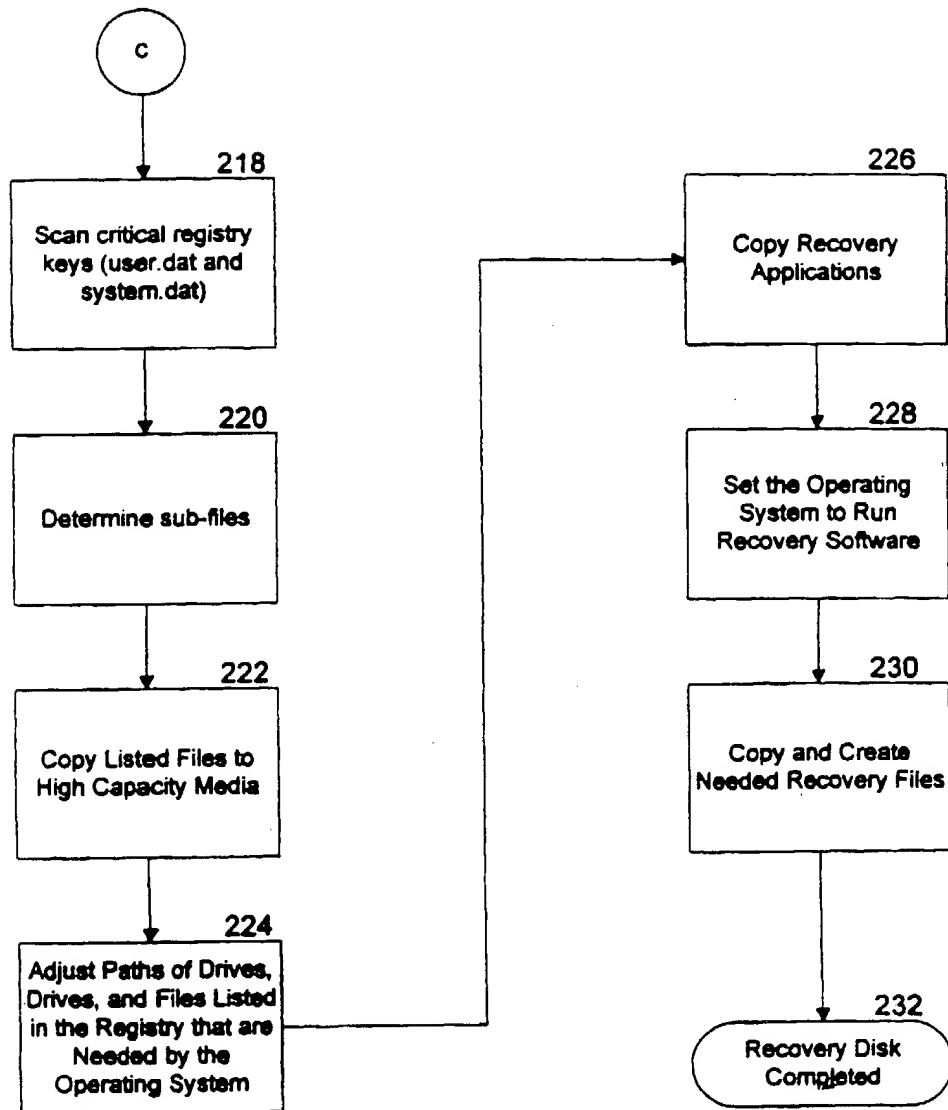 C
218
Scan critical registry
keys (user.dat and
system.dat)
220
Determine sub-files
222
Copy Listed Files to
High Capacity Media
224
Adjust Paths of Drives,
Drives, and Files Listed
in the Registry that are
Needed by the
Operating System
226
Copy Recovery
Applications
228
Set the Operating
System to Run
Recovery Software
230
Copy and Create
Needed Recovery Files
232
Recovery Disk
Completed